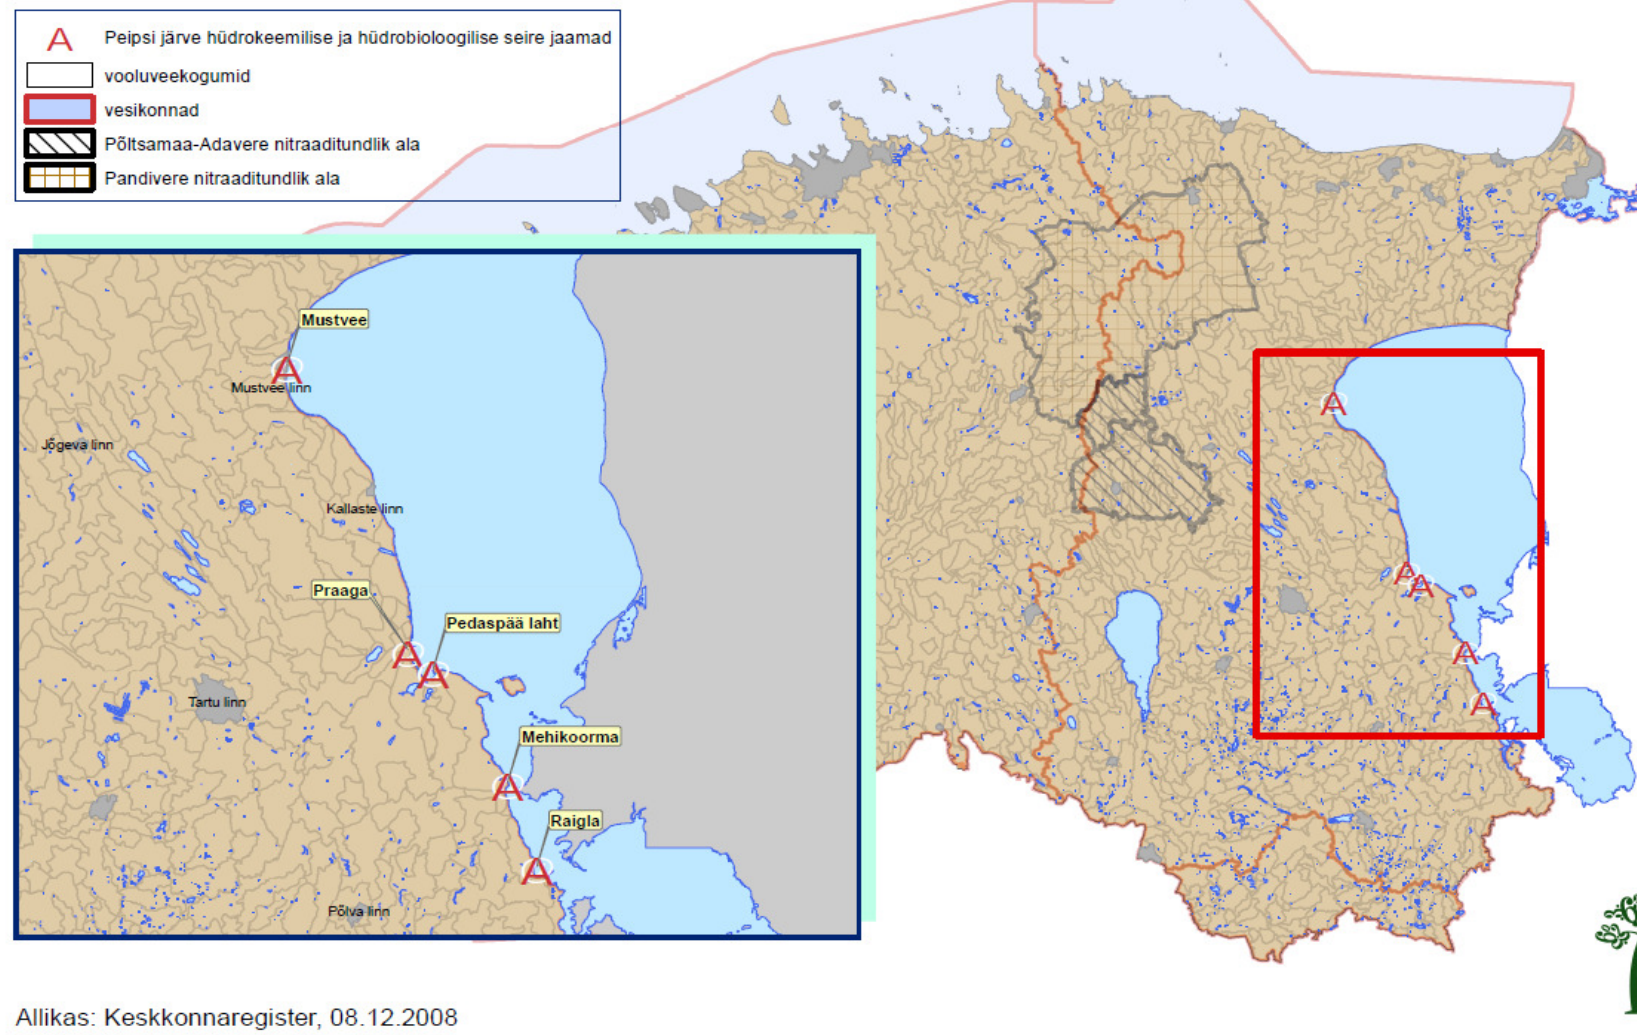 Peipsi järve hüdrokeemilise ja hüdrobioloogilise seire jaamad
vooluveekogumid
vesikonnad
Põltsamaa-Adavere nitraaditundlik ala
Pandivere nitraaditundlik ala
Mustvee
Mustvee linn
Jõgeva linn
Kallaste linn
Praaga
Pedaspää laht
Tartu linn
Mehikoorma
Raigla
Põlva linn
Allikas: Keskkonnaregister, 08.12.2008